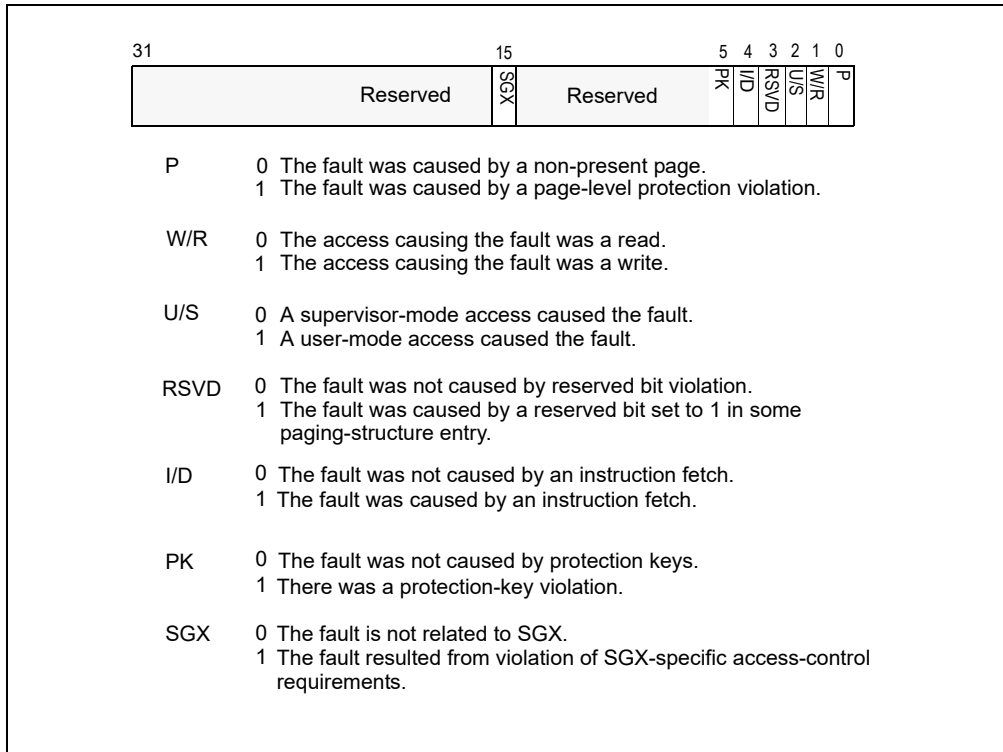 31 15 5 4 3 2 1 0
Reserved SGX Reserved PK I/D RSVD U/S W/R P
P 0 The fault was caused by a non-present page.
1 The fault was caused by a page-level protection violation.
W/R 0 The access causing the fault was a read.
1 The access causing the fault was a write.
U/S 0 A supervisor-mode access caused the fault.
1 A user-mode access caused the fault.
RSVD 0 The fault was not caused by reserved bit violation.
1 The fault was caused by a reserved bit set to 1 in some
paging-structure entry.
I/D 0 The fault was not caused by an instruction fetch.
1 The fault was caused by an instruction fetch.
PK 0 The fault was not caused by protection keys.
1 There was a protection-key violation.
SGX 0 The fault is not related to SGX.
1 The fault resulted from violation of SGX-specific access-control
requirements.